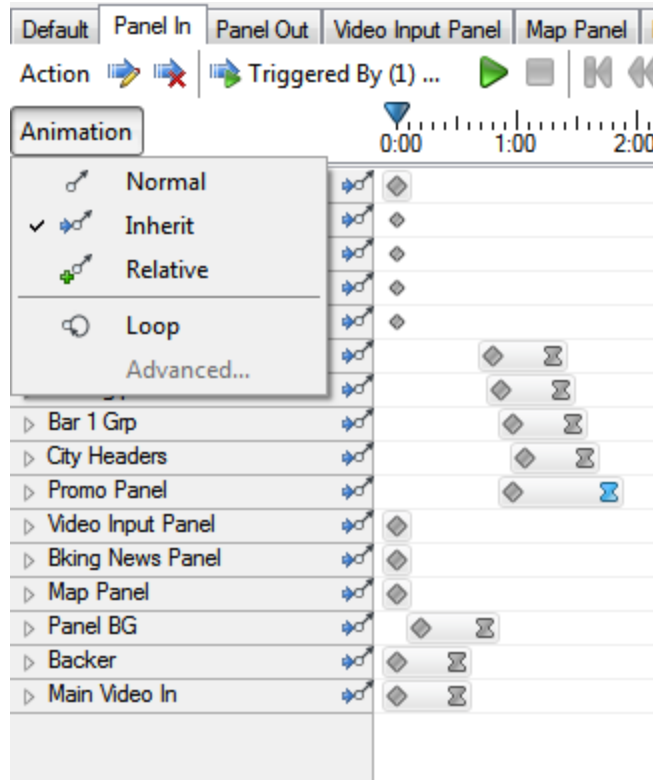 Default Panel In Panel Out Video Input Panel Map Panel
Action Triggered By (1) ...
Animation 0:00 1:00 2:00
Normal
Inherit
Relative
Loop
Advanced...
Bar 1 Grp
City Headers
Promo Panel
Video Input Panel
Bking News Panel
Map Panel
Panel BG
Backer
Main Video In